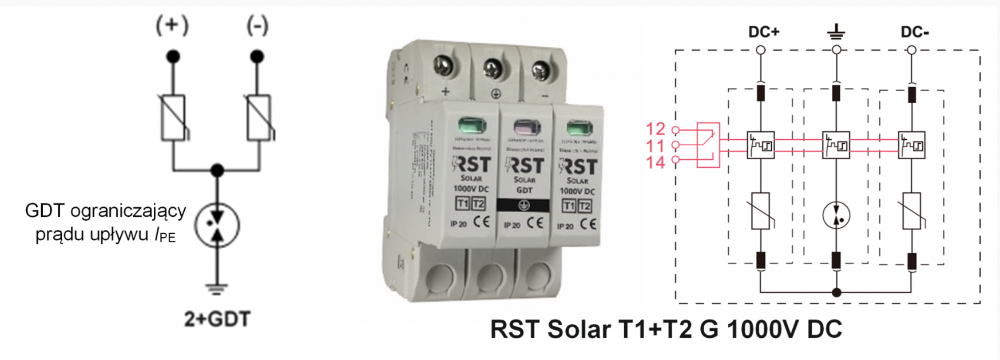 (+) (-)
GDT ograniczający
prądu upływu IPE
2+GDT
+ -
RST
SOLAR
1000V DC
T1 T2
IP 20 CE
RST
SOLAR
GDT
IP 20 CE
RST
SOLAR
1000V DC
T1 T2
IP 20 CE
DC+ DC-
12
11
14
RST Solar T1+T2 G 1000V DC